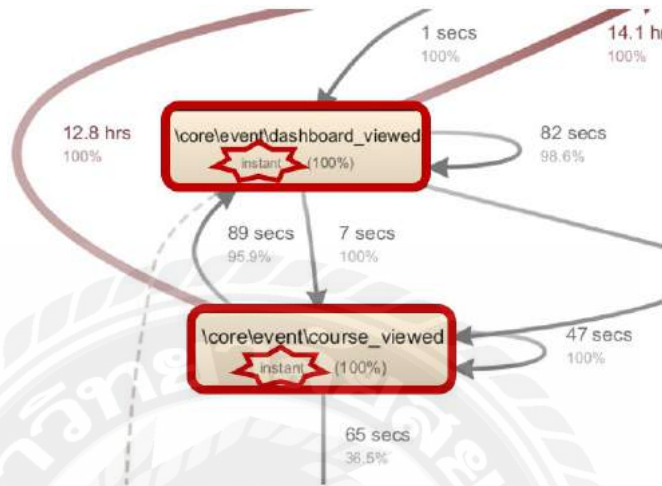 1 secs
100%
14.1 h
100%
12.8 hrs
100%
\core\event\dashboard_viewed
instant (100%)
82 secs
98.6%
89 secs
95.9%
7 secs
100%
\core\event\course_viewed
instant (100%)
47 secs
100%
65 secs
36.5%